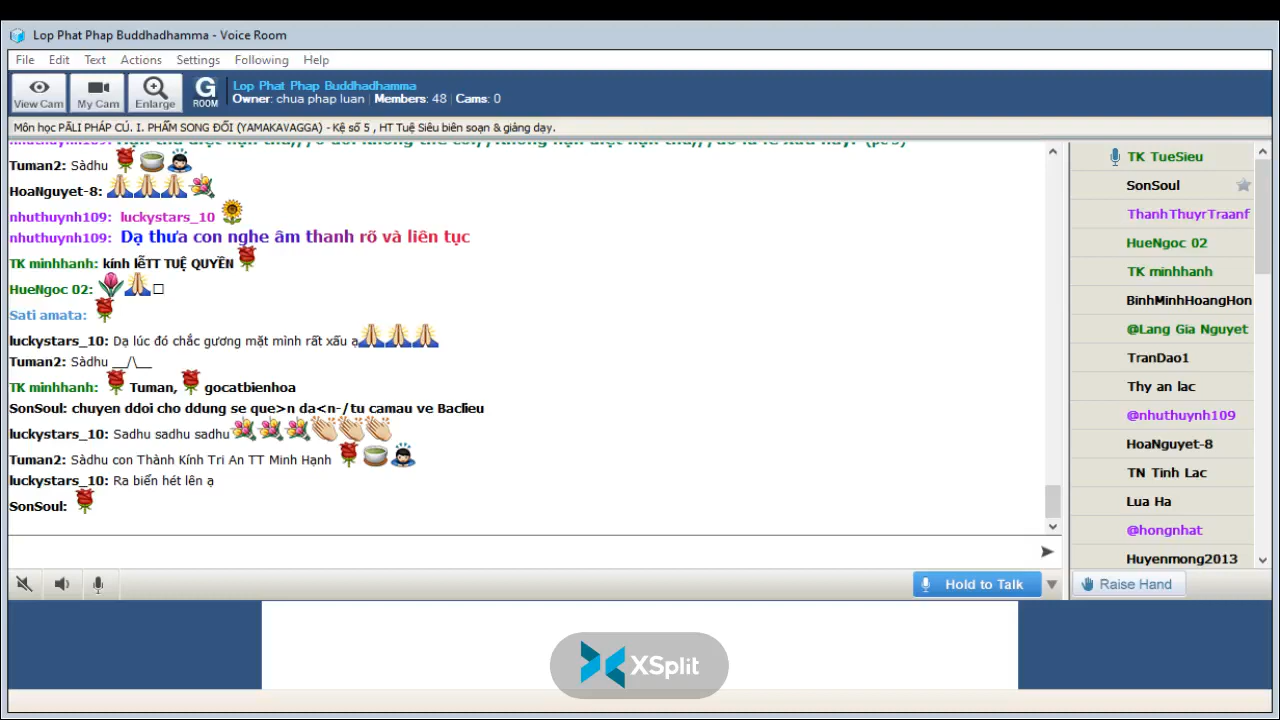 Lop Phat Phap Buddhadhamma - Voice Room
File Edit Text Actions Settings Following Help
View Cam My Cam Enlarge G ROOM
Lop Phat Phap Buddhadhamma
Owner: chua phap luan | Members: 48 | Cams: 0
Môn học PĀLI PHÁP CÚ. I. PHẨM SONG ĐỐI (YAMAKAVAGGA) - Kệ số 5 , HT Tuệ Siêu biên soạn & giảng dạy.
Tuman2: Sàdhu
HoaNguyet-8:
nhuthuynh109: luckystars_10
nhuthuynh109: Dạ thưa con nghe âm thanh rõ và liên tục
TK minhhanh: kính lễTT TUỆ QUYỀN
HueNgoc 02:
Sati amata:
luckystars_10: Dạ lúc đó chắc gương mặt mình rất xấu ạ
Tuman2: Sàdhu __/\__
TK minhhanh: Tuman, gocatbienhoa
SonSoul: chuyen ddoi cho ddung se que>n da<n-/tu camau ve Baclieu
luckystars_10: Sadhu sadhu sadhu
Tuman2: Sàdhu con Thành Kính Tri An TT Minh Hạnh
luckystars_10: Ra biển hết lên ạ
SonSoul:
TK TueSieu
SonSoul
ThanhThuyrTraanf
HueNgoc 02
TK minhhanh
BinhMinhHoangHon
@Lang Gia Nguyet
TranDao1
Thy an lac
@nhuthuynh109
HoaNguyet-8
TN Tinh Lac
Lua Ha
@hongnhat
Huyenmong2013
Hold to Talk
Raise Hand
XSplit